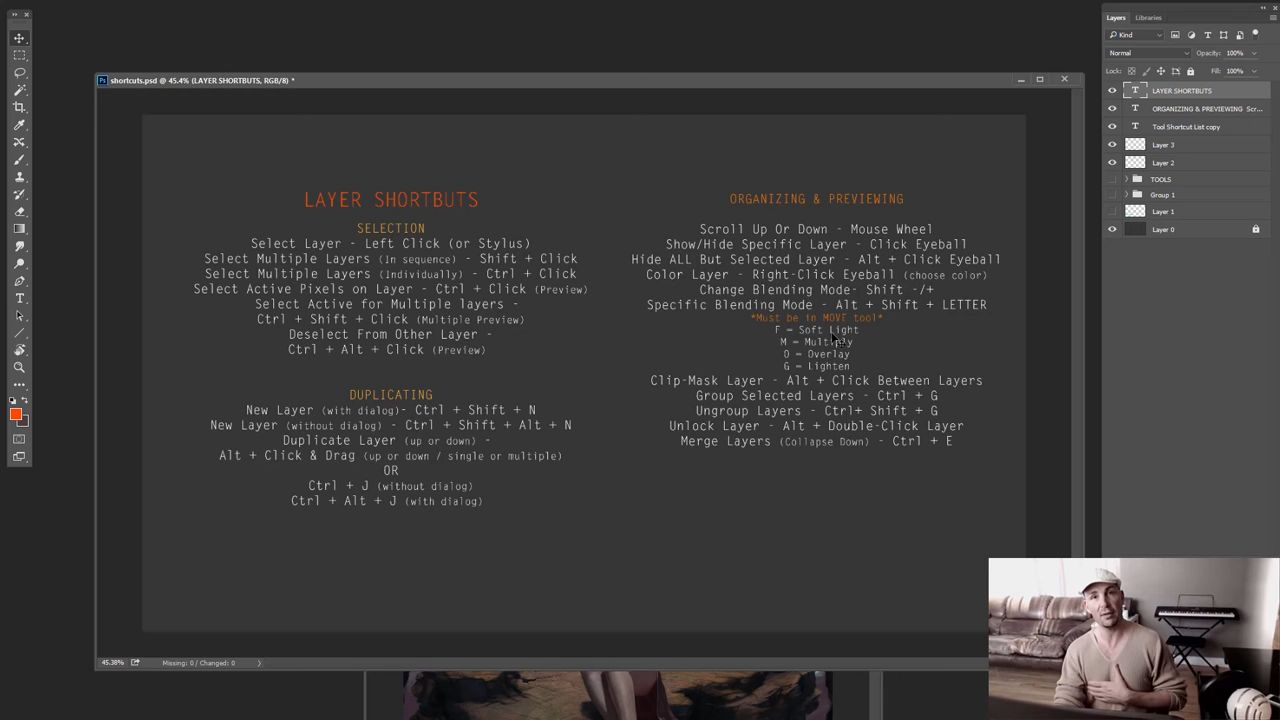 Layers Libraries
Kind
shortcuts.psd @ 45.4% (LAYER SHORTBUTS, RGB/8) *
Normal Opacity: 100%
Lock: Fill: 100%
LAYER SHORTBUTS
ORGANIZING & PREVIEWING Scr...
Tool Shortcut List copy
Layer 3
Layer 2
TOOLS
Group 1
Layer 1
Layer 0
LAYER SHORTBUTS
SELECTION
Select Layer - Left Click (or Stylus)
Select Multiple Layers (In sequence) - Shift + Click
Select Multiple Layers (Individually) - Ctrl + Click
Select Active Pixels on Layer - Ctrl + Click (Preview)
Select Active for Multiple layers -
Ctrl + Shift + Click (Multiple Preview)
Deselect From Other Layer -
Ctrl + Alt + Click (Preview)
DUPLICATING
New Layer (with dialog)- Ctrl + Shift + N
New Layer (without dialog) - Ctrl + Shift + Alt + N
Duplicate Layer (up or down) -
Alt + Click & Drag (up or down / single or multiple)
OR
Ctrl + J (without dialog)
Ctrl + Alt + J (with dialog)
ORGANIZING & PREVIEWING
Scroll Up Or Down - Mouse Wheel
Show/Hide Specific Layer - Click Eyeball
Hide ALL But Selected Layer - Alt + Click Eyeball
Color Layer - Right-Click Eyeball (choose color)
Change Blending Mode- Shift -/+
Specific Blending Mode - Alt + Shift + LETTER
*Must be in MOVE tool*
F = Soft Light
M = Multiply
O = Overlay
G = Lighten
Clip-Mask Layer - Alt + Click Between Layers
Group Selected Layers - Ctrl + G
Ungroup Layers - Ctrl+ Shift + G
Unlock Layer - Alt + Double-Click Layer
Merge Layers (Collapse Down) - Ctrl + E
45.38% Missing: 0 / Changed: 0